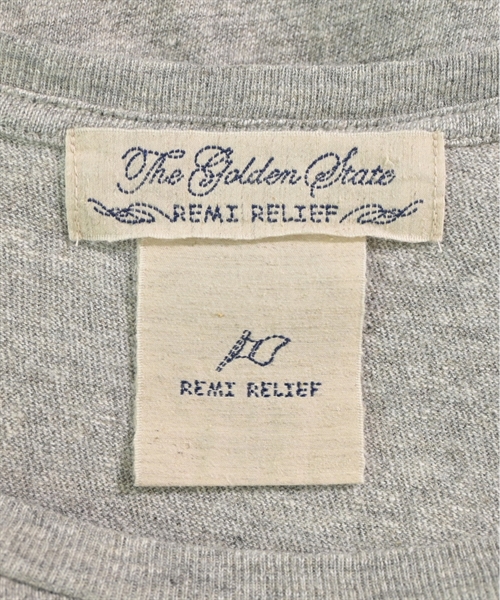 The Golden State
REMI RELIEF
REMI RELIEF